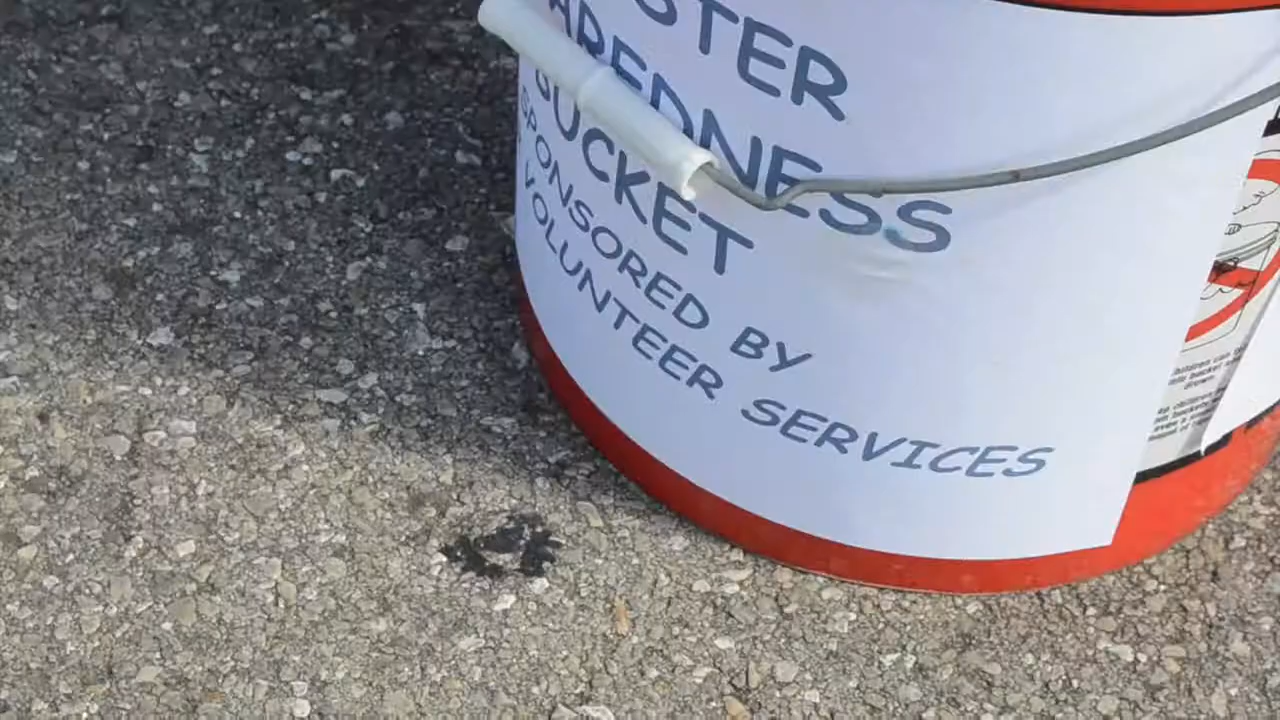 STER
AREDNESS
BUCKET
SPONSORED BY
VOLUNTEER SERVICES